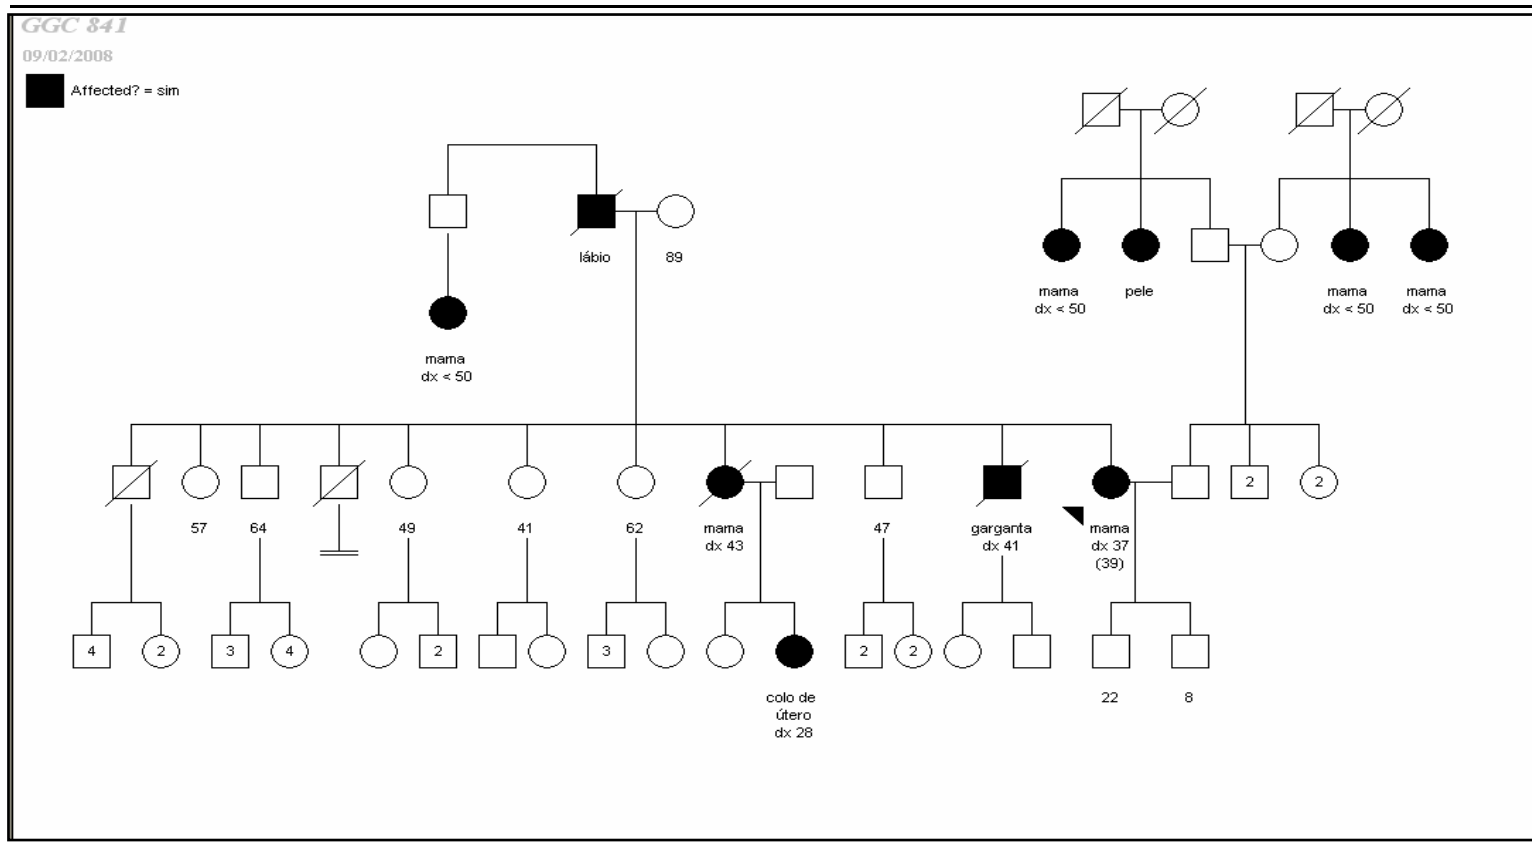 GGC 841
09/02/2008
Affected? = sim
lábio
89
mama
dx < 50
pele
mama
dx < 50
mama
dx < 50
mama
dx < 50
57
64
49
41
62
mama
dx 43
47
garganta
dx 41
mama
dx 37
(39)
2
2
4
2
3
4
2
3
2
2
colo de
útero
dx 28
22
8